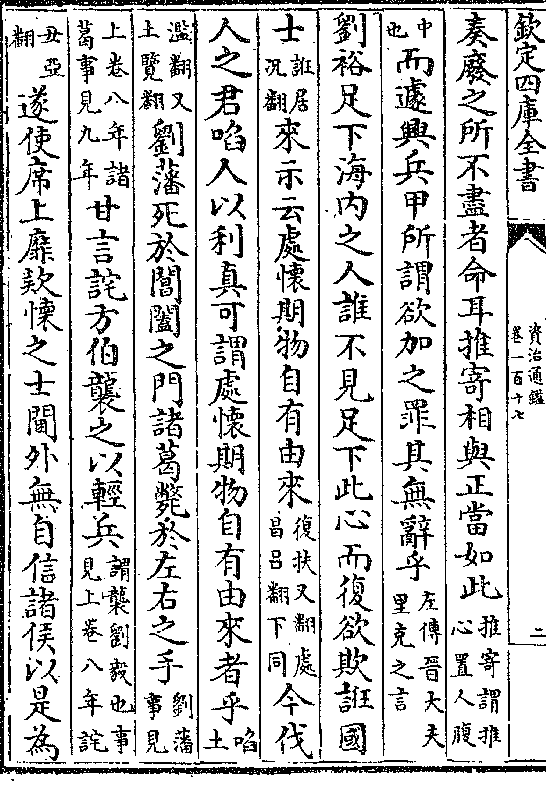 欽定四庫全書
資治通鑑
卷一百十七
二
奏廢之所不盡者命耳推寄相與正當如此推寄謂推心置人腹
中也而遽興兵甲所謂欲加之罪其無辭乎左傳晉大夫里克之言
劉裕足下海内之人誰不見足下此心而復欲欺誑國
士誑居況翻來示云處懷期物自有由來復扶又翻處昌呂翻下同今伐
人之君啗人以利真可謂處懷期物自有由來者乎啗土
濫翻又土覽翻劉藩死於閶闔之門諸葛斃於左右之手劉藩事見
上卷八年諸葛事見九年甘言詫方伯襲之以輕兵謂襲劉毅也事見上卷八年詫
丑亞翻遂使席上靡欵懷之士閫外無自信諸侯以是為